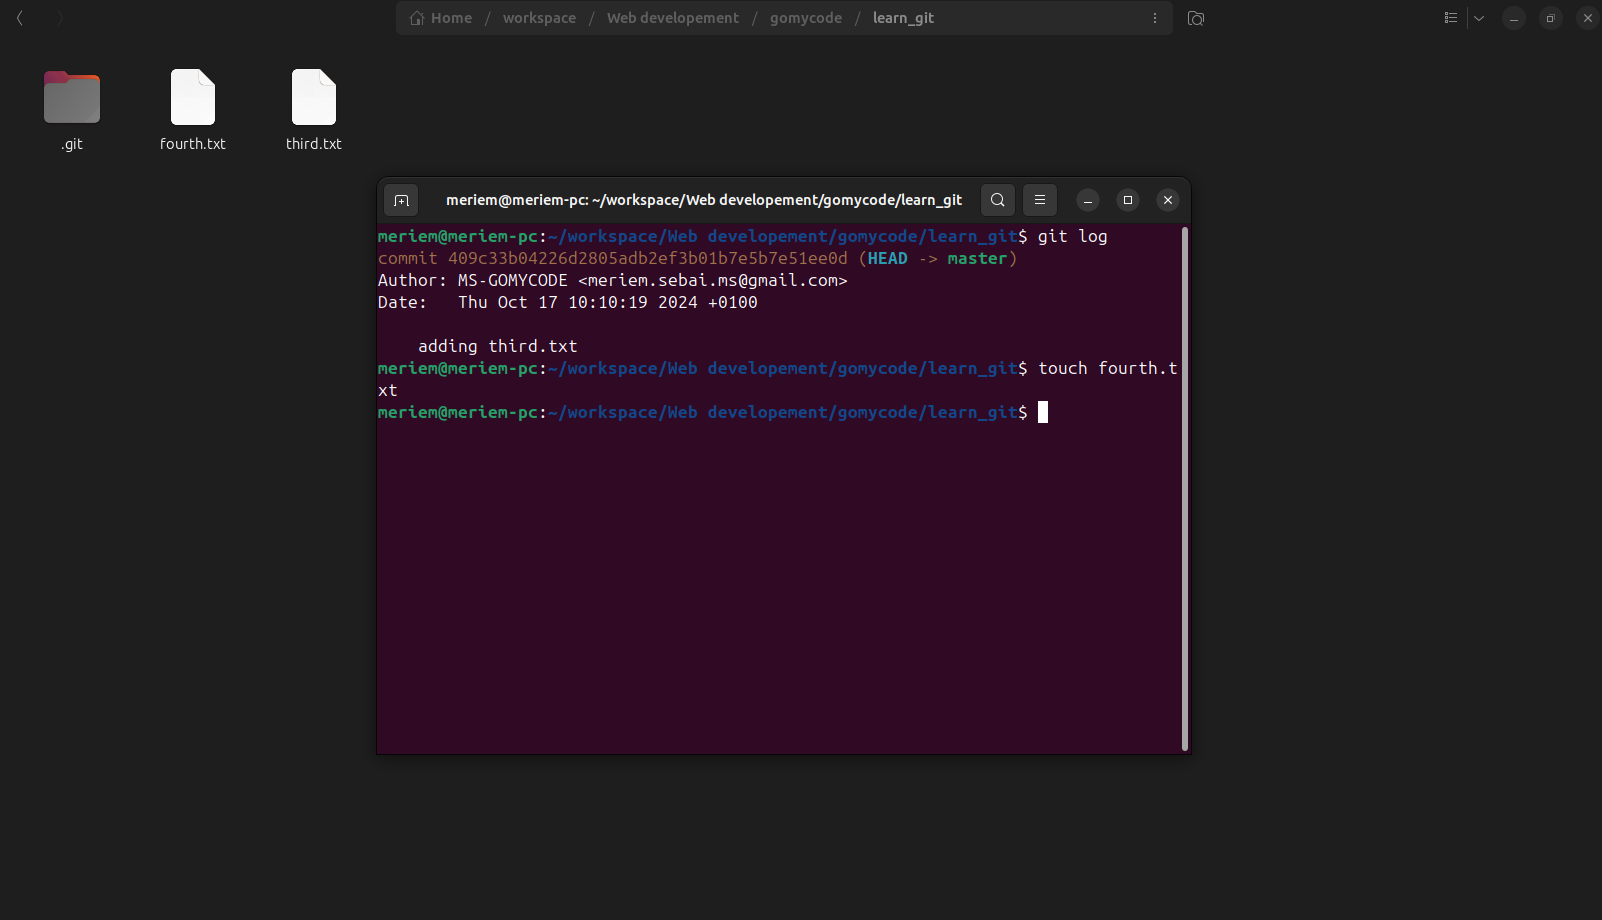 Home / workspace / Web developement / gomycode / learn_git
.git
fourth.txt
third.txt
meriem@meriem-pc: ~/workspace/Web developement/gomycode/learn_git
meriem@meriem-pc:~/workspace/Web developement/gomycode/learn_git$ git log
commit 409c33b04226d2805adb2ef3b01b7e5b7e51ee0d (HEAD -> master)
Author: MS-GOMYCODE <meriem.sebai.ms@gmail.com>
Date:   Thu Oct 17 10:10:19 2024 +0100
    adding third.txt
meriem@meriem-pc:~/workspace/Web developement/gomycode/learn_git$ touch fourth.t
xt
meriem@meriem-pc:~/workspace/Web developement/gomycode/learn_git$